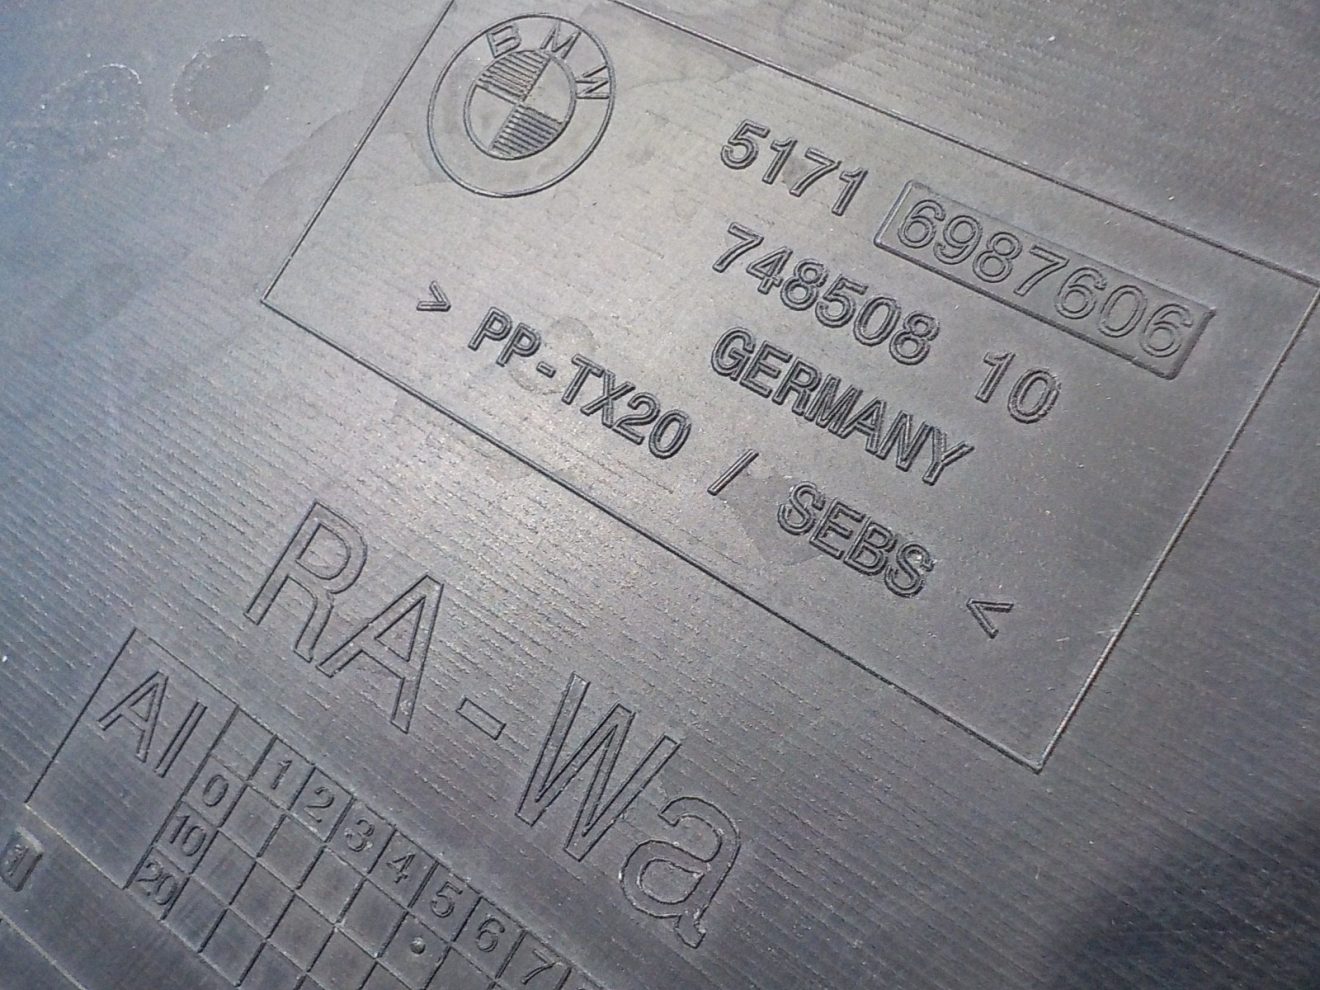 BMW
5171 6987606
748508 10
GERMANY
> PP-TX20 / SEBS <
RA-Wa
AI
1 2 3 4 5 6 7
0
10
20